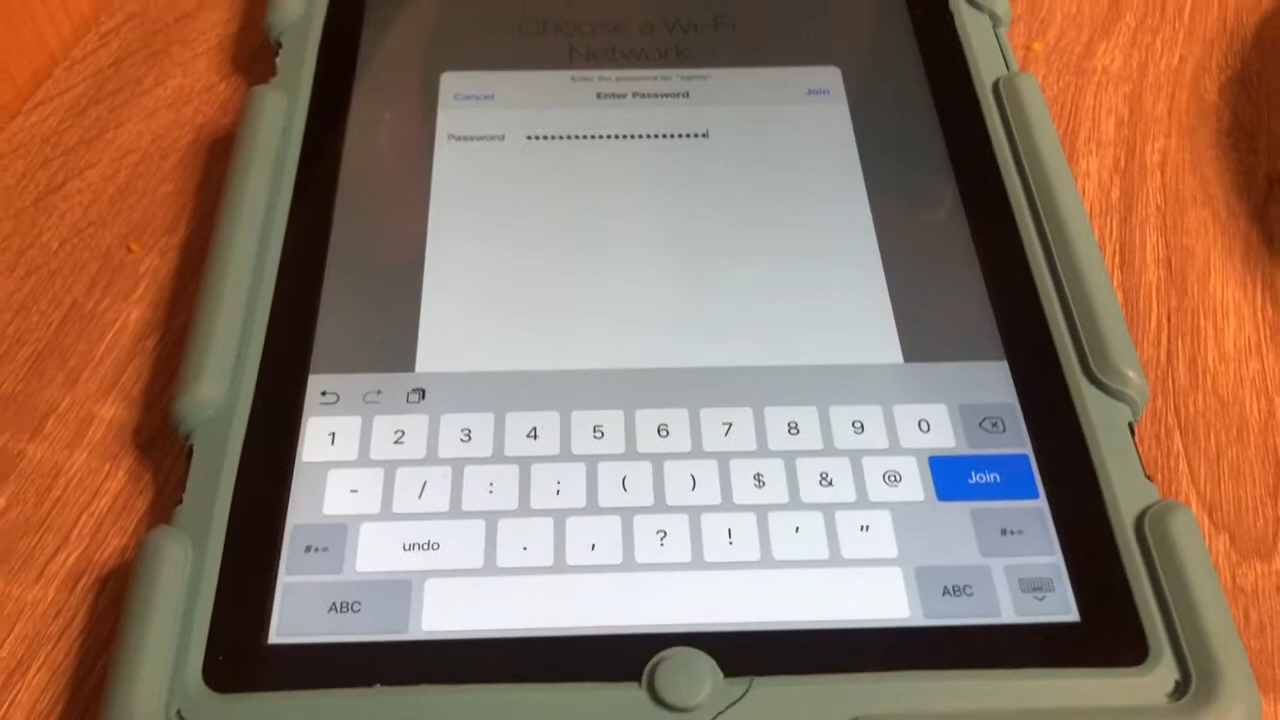 Choose a Wi-Fi
Network
Enter the password for
Cancel Enter Password Join
Password ••••••••••••••••••••••••
1 2 3 4 5 6 7 8 9 0
- / : ; ( ) $ & @ Join
#+= undo . , ? ! ' " #+=
ABC ABC